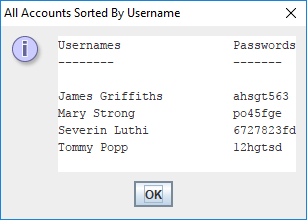 All Accounts Sorted By Username
Usernames Passwords
-------- -------
James Griffiths ahsgt563
Mary Strong po45fge
Severin Luthi 6727823fd
Tommy Popp 12hgtsd
OK